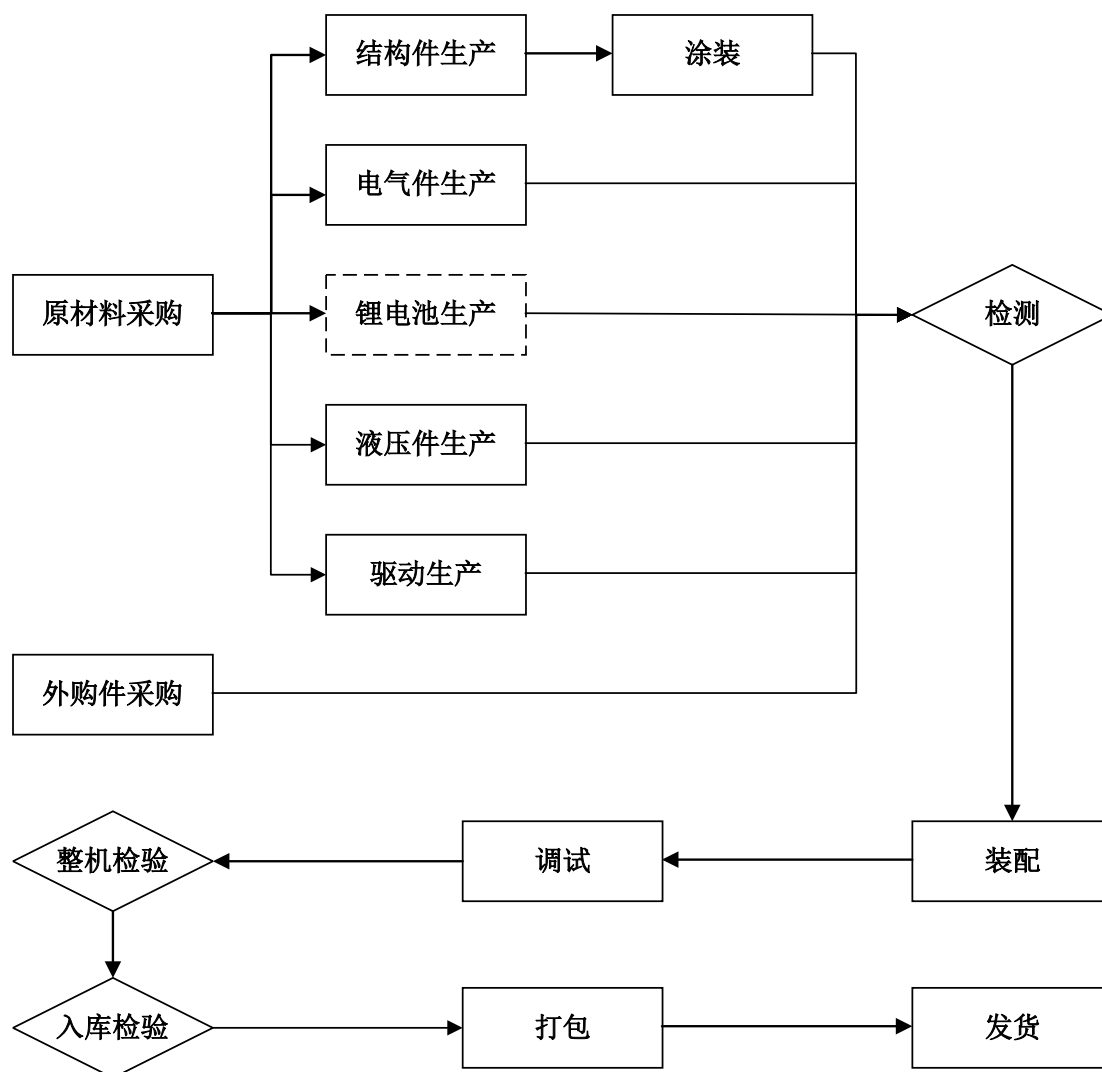 结构件生产
涂装
电气件生产
原材料采购
锂电池生产
检测
液压件生产
驱动生产
外购件采购
整机检验
调试
装配
入库检验
打包
发货